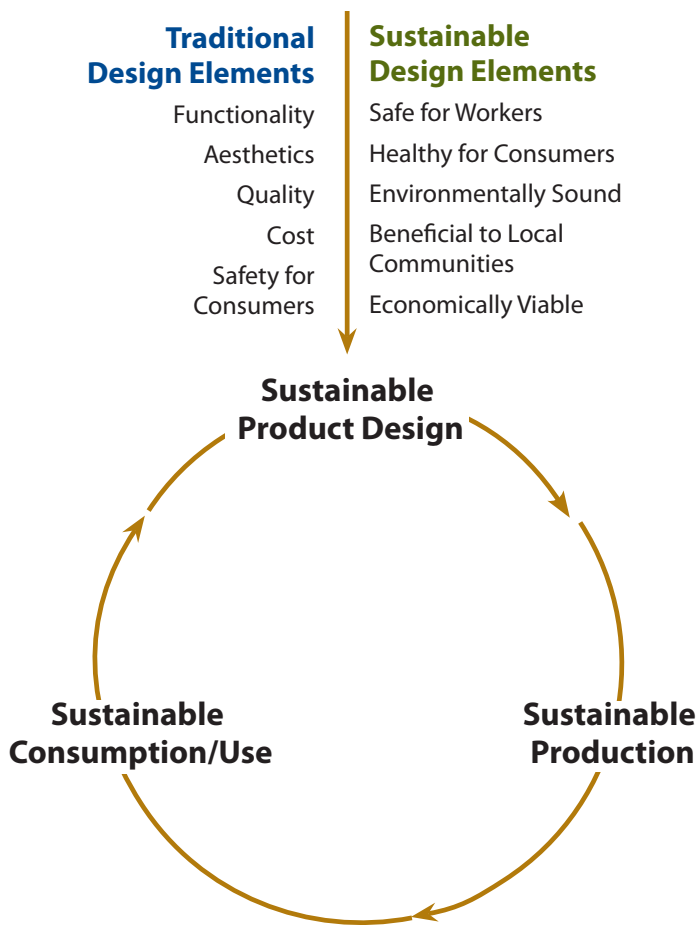 Traditional
Design Elements
Functionality
Aesthetics
Quality
Cost
Safety for
Consumers
Sustainable
Design Elements
Safe for Workers
Healthy for Consumers
Environmentally Sound
Beneficial to Local
Communities
Economically Viable
Sustainable
Product Design
Sustainable
Consumption/Use
Sustainable
Production